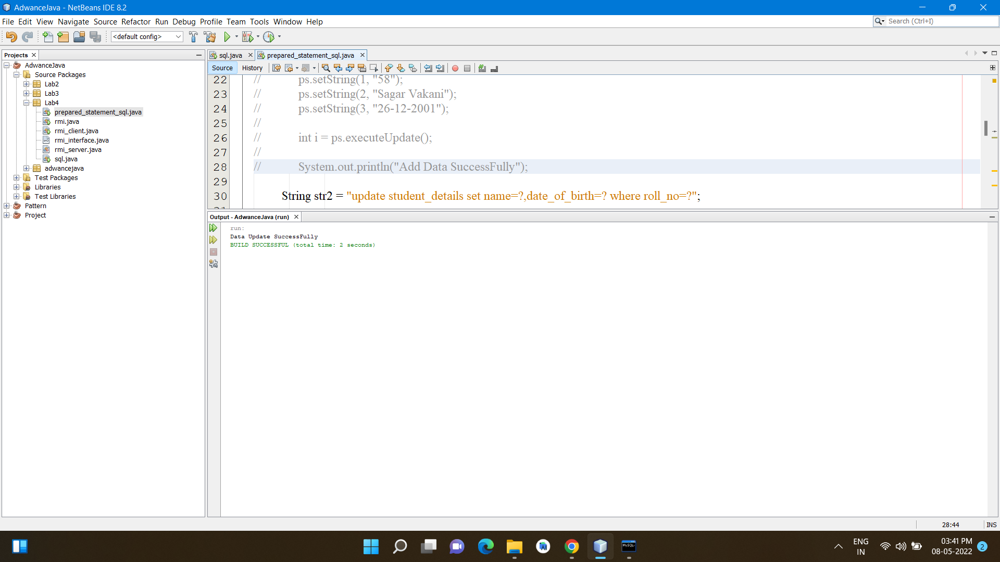 AdwanceJava - NetBeans IDE 8.2
File Edit View Navigate Source Refactor Run Debug Profile Team Tools Window Help
Search (Ctrl+I)
<default config>
Projects
AdwanceJava
Source Packages
Lab2
Lab3
Lab4
prepared_statement_sql.java
rmi.java
rmi_client.java
rmi_interface.java
rmi_server.java
sql.java
adwancejava
Test Packages
Libraries
Test Libraries
Pattern
Project
sql.java prepared_statement_sql.java
Source History
22 // ps.setString(1, "58");
23 // ps.setString(2, "Sagar Vakani");
24 // ps.setString(3, "26-12-2001");
25 //
26 // int i = ps.executeUpdate();
27 //
28 // System.out.println("Add Data SuccessFully");
29
30 String str2 = "update student_details set name=?,date_of_birth=? where roll_no=?";
Output - AdwanceJava (run)
run:
Data Update SuccessFully
BUILD SUCCESSFUL (total time: 2 seconds)
28:44 INS
MySQL
ENG
IN
03:41 PM
08-05-2022
2